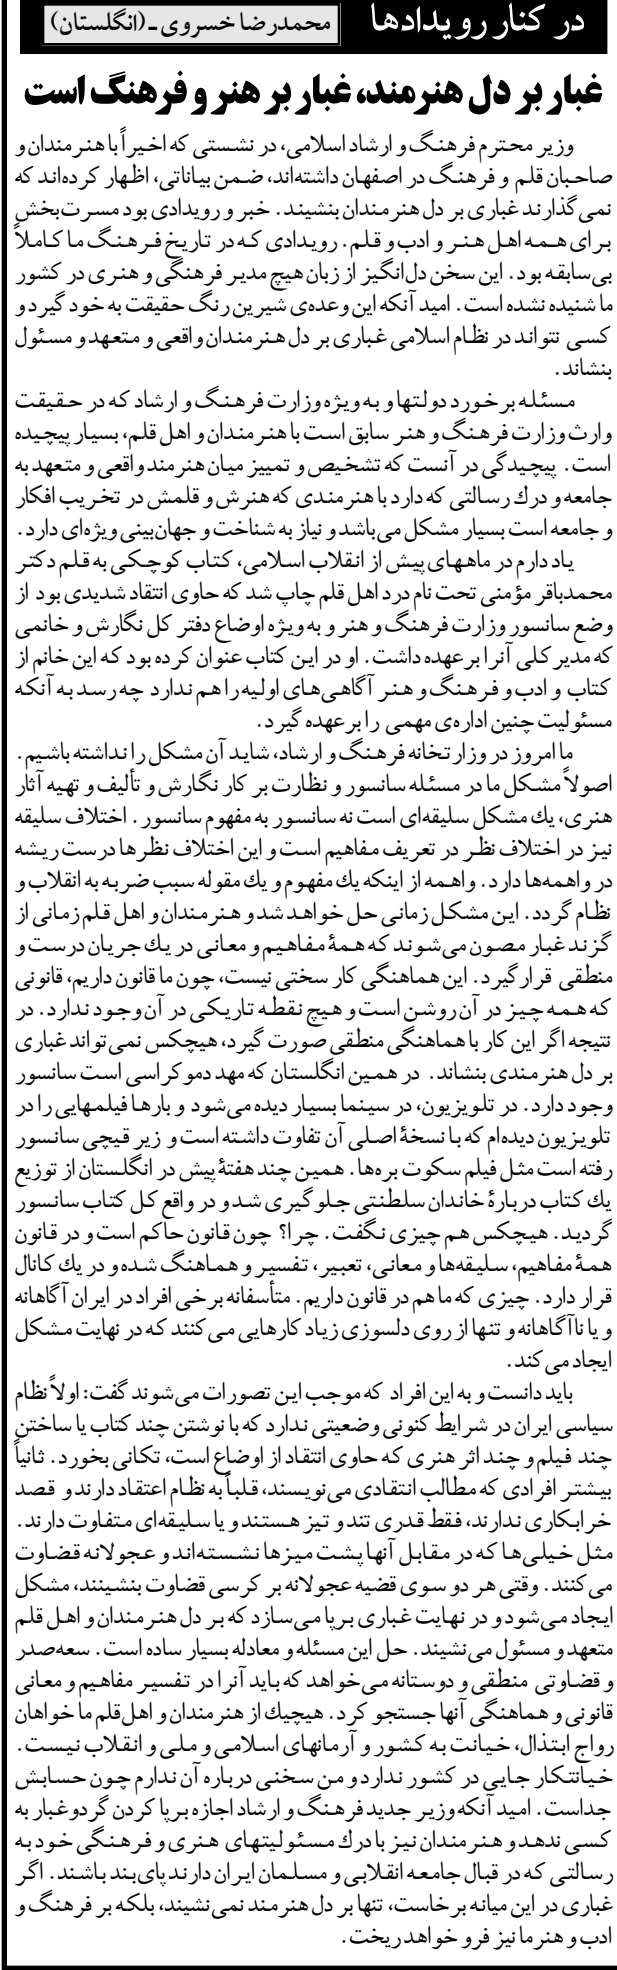 در کنار رویدادها محمدرضا خسروی ـ (انگلستان)
غبار بر دل هنرمند، غبار بر هنر و فرهنگ است
وزیر محترم فرهنگ و ارشاد اسلامی، در نشستی که اخیراً با هنرمندان و
صاحبان قلم و فرهنگ در اصفهان داشته‌اند، ضمن بیاناتی، اظهار کرده‌اند که
نمی‌گذارند غباری بر دل هنرمندان بنشیند. خبر و رویدادی بود مسرت‌بخش
برای همه اهل هنر و ادب و قلم. رویدادی که در تاریخ فرهنگ ما کاملاً
بی‌سابقه بود. این سخن دل‌انگیز از زبان هیچ مدیر فرهنگی و هنری در کشور
ما شنیده نشده است. امید آنکه این وعده‌ی شیرین رنگ حقیقت به خود گیرد و
کسی نتواند در نظام اسلامی غباری بر دل هنرمندان واقعی و متعهد و مسئول
بنشاند.
مسئله برخورد دولتها و به ویژه وزارت فرهنگ و ارشاد که در حقیقت
وارث وزارت فرهنگ و هنر سابق است با هنرمندان و اهل قلم، بسیار پیچیده
است. پیچیدگی در آنست که تشخیص و تمییز میان هنرمند واقعی و متعهد به
جامعه و درك رسالتی که دارد با هنرمندی که هنرش و قلمش در تخریب افکار
و جامعه است بسیار مشکل می‌باشد و نیاز به شناخت و جهان‌بینی ویژه‌ای دارد.
یاد دارم در ماههای پیش از انقلاب اسلامی، کتاب کوچکی به قلم دکتر
محمدباقر مؤمنی تحت نام درد اهل قلم چاپ شد که حاوی انتقاد شدیدی بود از
وضع سانسور وزارت فرهنگ و هنر و به ویژه اوضاع دفتر کل نگارش و خانمی
که مدیر کلی آنرا برعهده داشت. او در این کتاب عنوان کرده بود که این خانم از
کتاب و ادب و فرهنگ و هنر آگاهی‌های اولیه را هم ندارد چه رسد به آنکه
مسئولیت چنین اداره‌ی مهمی را برعهده گیرد.
ما امروز در وزارتخانه فرهنگ و ارشاد، شاید آن مشکل را نداشته باشیم.
اصولاً مشکل ما در مسئله سانسور و نظارت بر کار نگارش و تألیف و تهیه آثار
هنری، یك مشکل سلیقه‌ای است نه سانسور به مفهوم سانسور. اختلاف سلیقه
نیز در اختلاف نظر در تعریف مفاهیم است و این اختلاف نظرها درست ریشه
در واهمه‌ها دارد. واهمه از اینکه یك مفهوم و یك مقوله سبب ضربه به انقلاب و
نظام گردد. این مشکل زمانی حل خواهد شد و هنرمندان و اهل قلم زمانی از
گزند غبار مصون می‌شوند که همهٔ مفاهیم و معانی در یك جریان درست و
منطقی قرار گیرد. این هماهنگی کار سختی نیست، چون ما قانون داریم، قانونی
که همه چیز در آن روشن است و هیچ نقطه تاریکی در آن وجود ندارد. در
نتیجه اگر این کار با هماهنگی منطقی صورت گیرد، هیچکس نمی‌تواند غباری
بر دل هنرمندی بنشاند. در همین انگلستان که مهد دموکراسی است سانسور
وجود دارد. در تلویزیون، در سینما بسیار دیده می‌شود و بارها فیلمهایی را در
تلویزیون دیده‌ام که با نسخهٔ اصلی آن تفاوت داشته است و زیر قیچی سانسور
رفته است مثل فیلم سکوت بره‌ها. همین چند هفتهٔ پیش در انگلستان از توزیع
یك کتاب دربارهٔ خاندان سلطنتی جلوگیری شد و در واقع کل کتاب سانسور
گردید. هیچکس هم چیزی نگفت. چرا؟ چون قانون حاکم است و در قانون
همهٔ مفاهیم، سلیقه‌ها و معانی، تعبیر، تفسیر و هماهنگ شده و در یك کانال
قرار دارد. چیزی که ما هم در قانون داریم. متأسفانه برخی افراد در ایران آگاهانه
و یا ناآگاهانه و تنها از روی دلسوزی زیاد کارهایی می‌کنند که در نهایت مشکل
ایجاد می‌کند.
باید دانست و به این افراد که موجب این تصورات می‌شوند گفت: اولاً نظام
سیاسی ایران در شرایط کنونی وضعیتی ندارد که با نوشتن چند کتاب یا ساختن
چند فیلم و چند اثر هنری که حاوی انتقاد از اوضاع است، تکانی بخورد. ثانیاً
بیشتر افرادی که مطالب انتقادی می‌نویسند، قلباً به نظام اعتقاد دارند و قصد
خرابکاری ندارند، فقط قدری تند و تیز هستند و یا سلیقه‌ای متفاوت دارند.
مثل خیلی‌ها که در مقابل آنها پشت میزها نشسته‌اند و عجولانه قضاوت
می‌کنند. وقتی هر دو سوی قضیه عجولانه بر کرسی قضاوت بنشینند، مشکل
ایجاد می‌شود و در نهایت غباری برپا می‌سازد که بر دل هنرمندان و اهل قلم
متعهد و مسئول می‌نشیند. حل این مسئله و معادله بسیار ساده است. سعه‌صدر
و قضاوتی منطقی و دوستانه می‌خواهد که باید آنرا در تفسیر مفاهیم و معانی
قانونی و هماهنگی آنها جستجو کرد. هیچیك از هنرمندان و اهل‌قلم ما خواهان
رواج ابتذال، خیانت به کشور و آرمانهای اسلامی و ملی و انقلاب نیست.
خیانتکار جایی در کشور ندارد و من سخنی درباره آن ندارم چون حسابش
جداست. امید آنکه وزیر جدید فرهنگ و ارشاد اجازه برپا کردن گرد و غبار به
کسی ندهد و هنرمندان نیز با درك مسئولیتهای هنری و فرهنگی خود به
رسالتی که در قبال جامعه انقلابی و مسلمان ایران دارند پای‌بند باشند. اگر
غباری در این میانه برخاست، تنها بر دل هنرمند نمی‌نشیند، بلکه بر فرهنگ و
ادب و هنر ما نیز فرو خواهد ریخت.